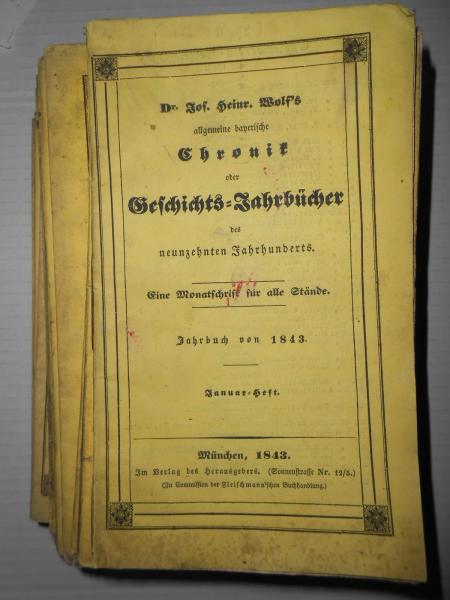 Dr. Jos. Heinr. Wolf's
allgemeine bayerische
Chronik
oder
Geschichts-Jahrbücher
des
neunzehnten Jahrhunderts.
Eine Monatschrift für alle Stände.
Jahrbuch von 1843.
Januar-Heft.
München, 1843.
Im Verlag des Herausgebers. (Sonnenstrasse Nr. 12/3.)
(In Commission der Fleischmann'schen Buchhandlung.)